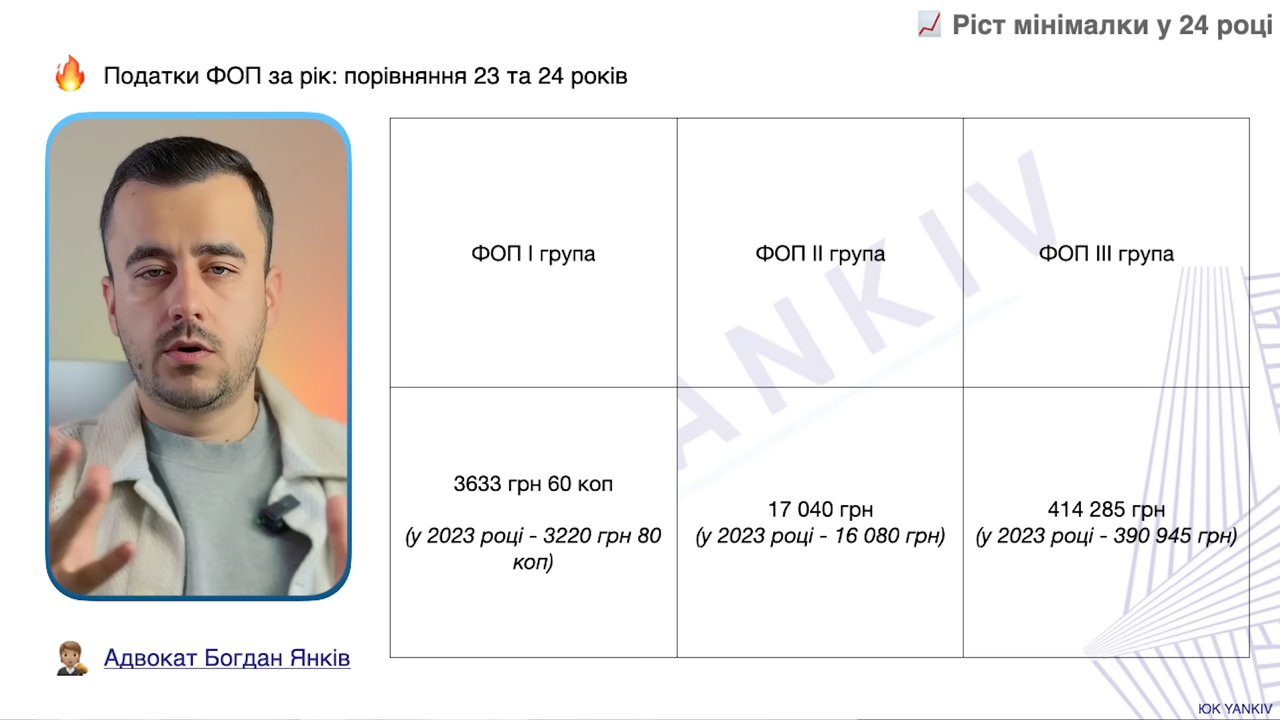 Ріст мінімалки у 24 році
Податки ФОП за рік: порівняння 23 та 24 років
ФОП І група
ФОП ІІ група
ФОП ІІІ група
3633 грн 60 коп
(у 2023 році - 3220 грн 80
коп)
17 040 грн
(у 2023 році - 16 080 грн)
414 285 грн
(у 2023 році - 390 945 грн)
ANKIV
Адвокат Богдан Янків
ЮК YANKIV